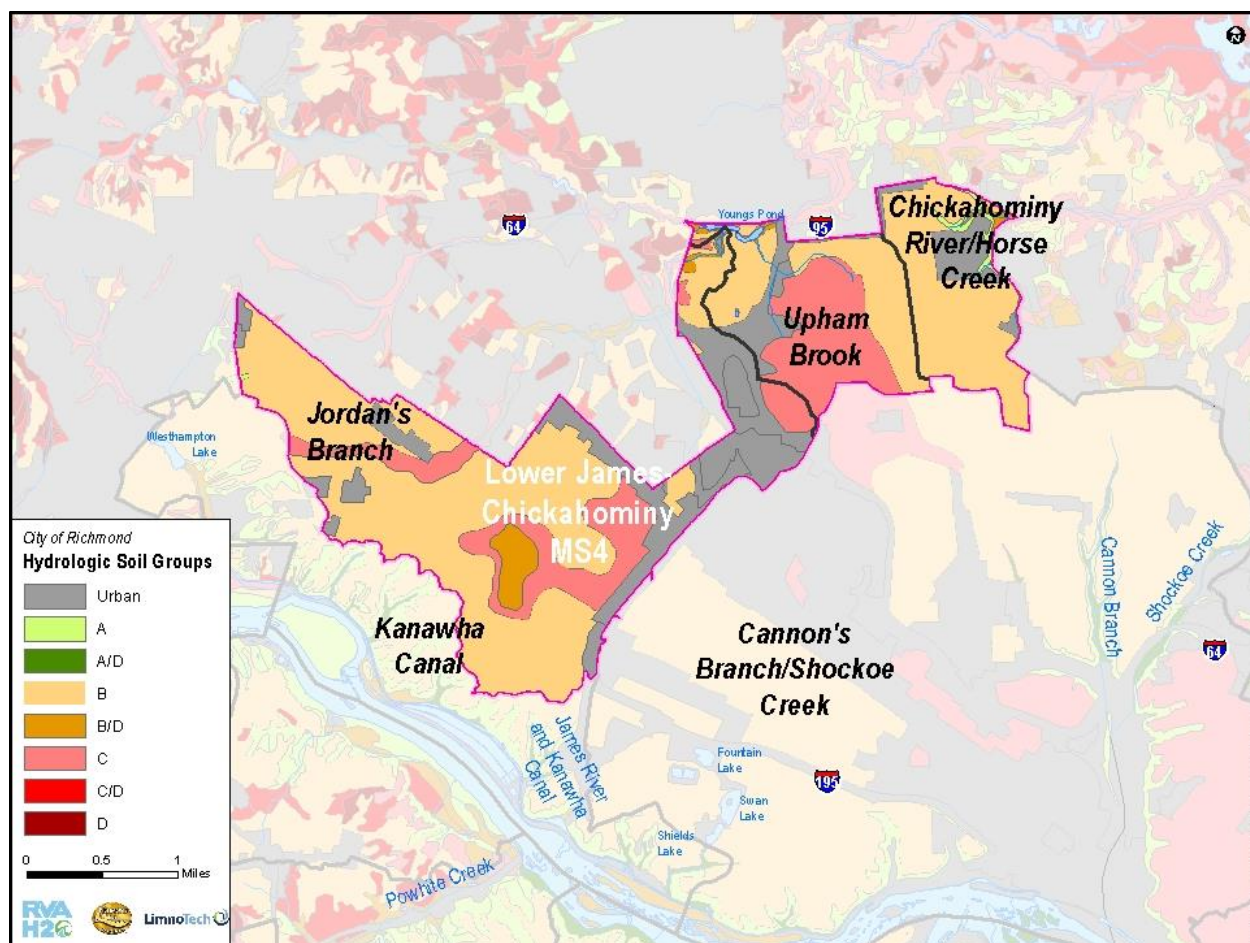 N
Youngs Pond
64
95
Chickahominy
River/Horse
Creek
Upham
Brook
Jordan's
Branch
Westhampton
Lake
Lower James-
Chickahominy
MS4
Kanawha
Canal
Cannon's
Branch/Shockoe
Creek
Cannon Branch
Shockoe Creek
64
James River
and Kanawha
Canal
Fountain
Lake
195
Swan
Lake
Shields
Lake
Powhite Creek
City of Richmond
Hydrologic Soil Groups
Urban
A
A/D
B
B/D
C
C/D
D
0 0.5 1
Miles
RVA
H2O
LimnoTech